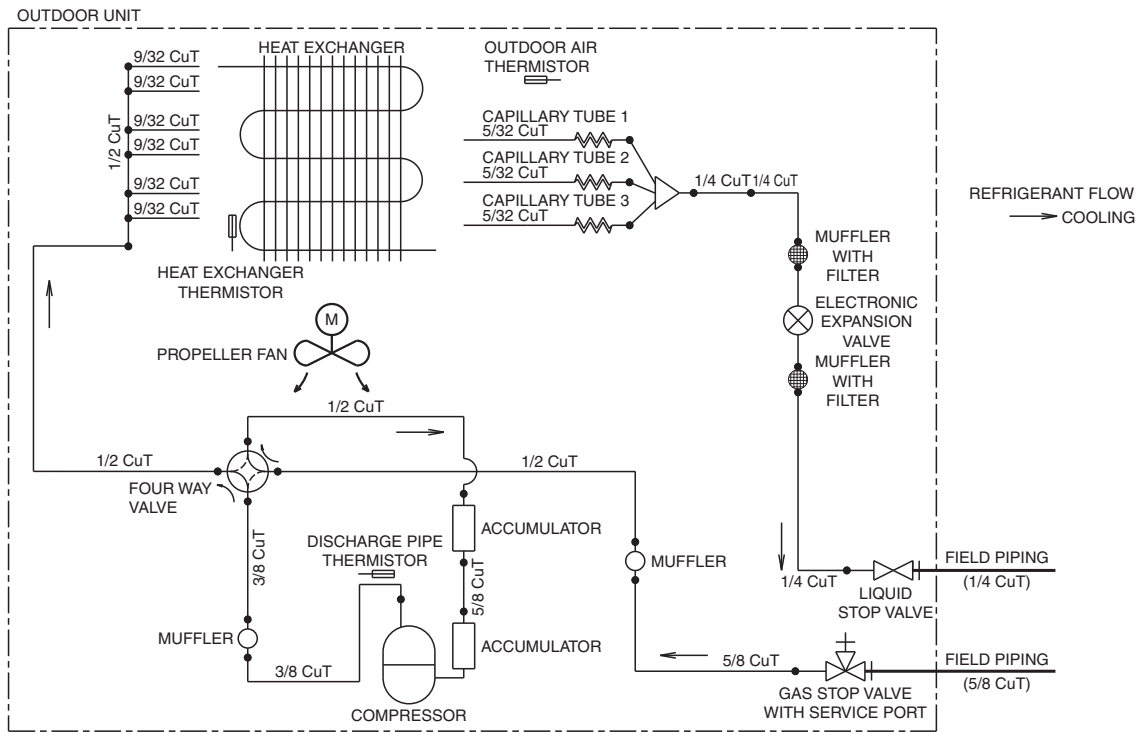 OUTDOOR UNIT
9/32 CuT
9/32 CuT
9/32 CuT
9/32 CuT
9/32 CuT
9/32 CuT
1/2 CuT
HEAT EXCHANGER
HEAT EXCHANGER
THERMISTOR
OUTDOOR AIR
THERMISTOR
CAPILLARY TUBE 1
5/32 CuT
CAPILLARY TUBE 2
5/32 CuT
CAPILLARY TUBE 3
5/32 CuT
1/4 CuT
1/4 CuT
REFRIGERANT FLOW
COOLING
MUFFLER
WITH
FILTER
ELECTRONIC
EXPANSION
VALVE
MUFFLER
WITH
FILTER
M
PROPELLER FAN
1/2 CuT
1/2 CuT
1/2 CuT
FOUR WAY
VALVE
3/8 CuT
DISCHARGE PIPE
THERMISTOR
ACCUMULATOR
5/8 CuT
ACCUMULATOR
MUFFLER
MUFFLER
3/8 CuT
COMPRESSOR
1/4 CuT
LIQUID
STOP VALVE
FIELD PIPING
(1/4 CuT)
5/8 CuT
GAS STOP VALVE
WITH SERVICE PORT
FIELD PIPING
(5/8 CuT)